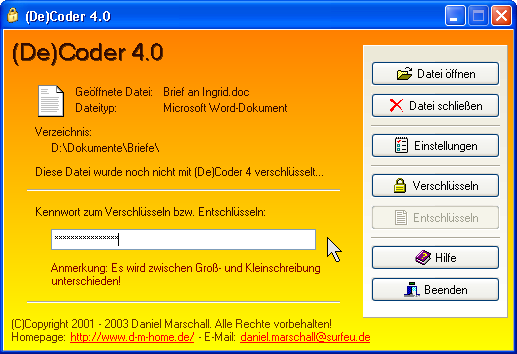 (De)Coder 4.0
(De)Coder 4.0
Geöffnete Datei: Brief an Ingrid.doc
Dateityp: Microsoft Word-Dokument
Verzeichnis:
D:\Dokumente\Briefe\
Diese Datei wurde noch nicht mit (De)Coder 4 verschlüsselt...
Kennwort zum Verschlüsseln bzw. Entschlüsseln:
xxxxxxxxxxxxxxxx
Anmerkung: Es wird zwischen Groß- und Kleinschreibung
unterschieden!
(C)Copyright 2001 - 2003 Daniel Marschall. Alle Rechte vorbehalten!
Homepage: http://www.d-m-home.de/ - E-Mail: daniel.marschall@surfeu.de
Datei öffnen
Datei schließen
Einstellungen
Verschlüsseln
Entschlüsseln
Hilfe
Beenden